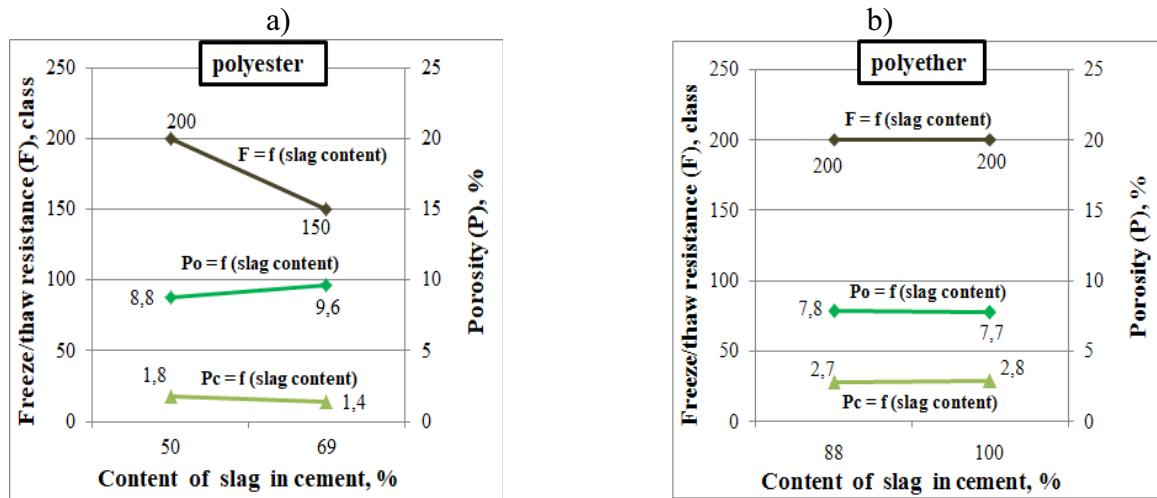 a)
polyester
Freeze/thaw resistance (F), class
250
200
150
100
50
0
25
20
15
10
5
0
Porosity (P), %
200
F = f (slag content)
150
Po = f (slag content)
8,8
9,6
1,8
Pc = f (slag content)
1,4
50
69
Content of slag in cement, %
b)
polyether
Freeze/thaw resistance (F), class
250
200
150
100
50
0
25
20
15
10
5
0
Porosity (P), %
F = f (slag content)
200
200
Po = f (slag content)
7,8
7,7
2,7
2,8
Pc = f (slag content)
88
100
Content of slag in cement, %